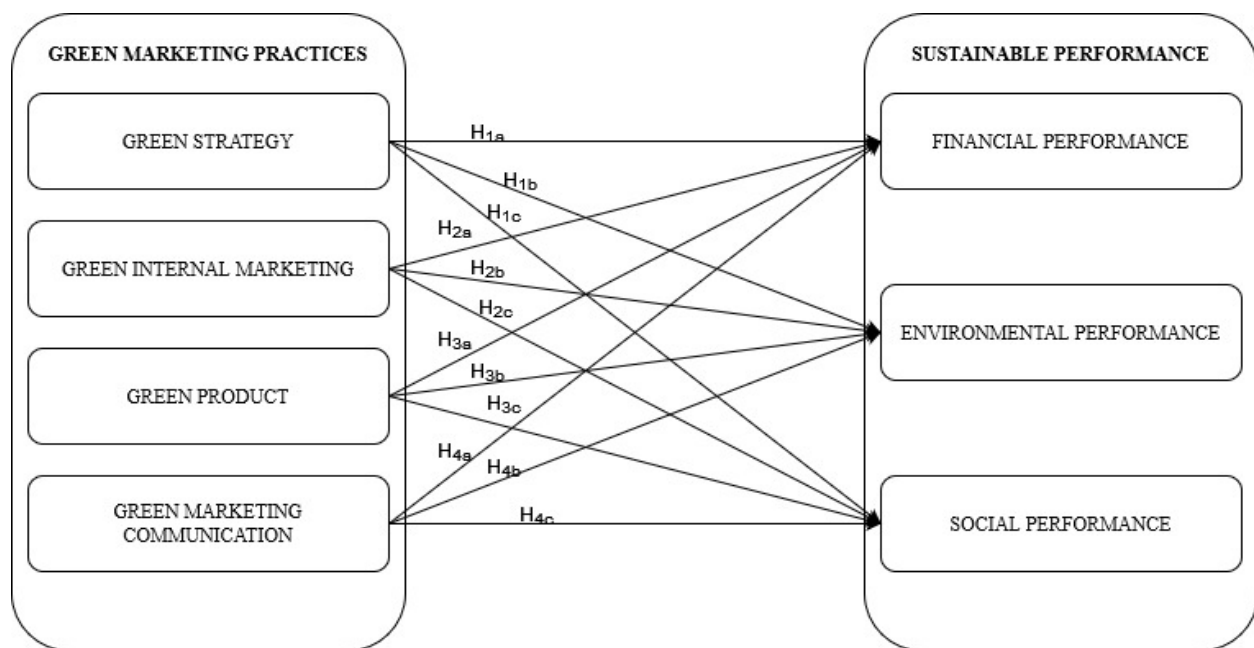 GREEN MARKETING PRACTICES
GREEN STRATEGY
GREEN INTERNAL MARKETING
GREEN PRODUCT
GREEN MARKETING
COMMUNICATION
H1a
H1b
H1c
H2a
H2b
H2c
H3a
H3b
H3c
H4a
H4b
H4c
SUSTAINABLE PERFORMANCE
FINANCIAL PERFORMANCE
ENVIRONMENTAL PERFORMANCE
SOCIAL PERFORMANCE